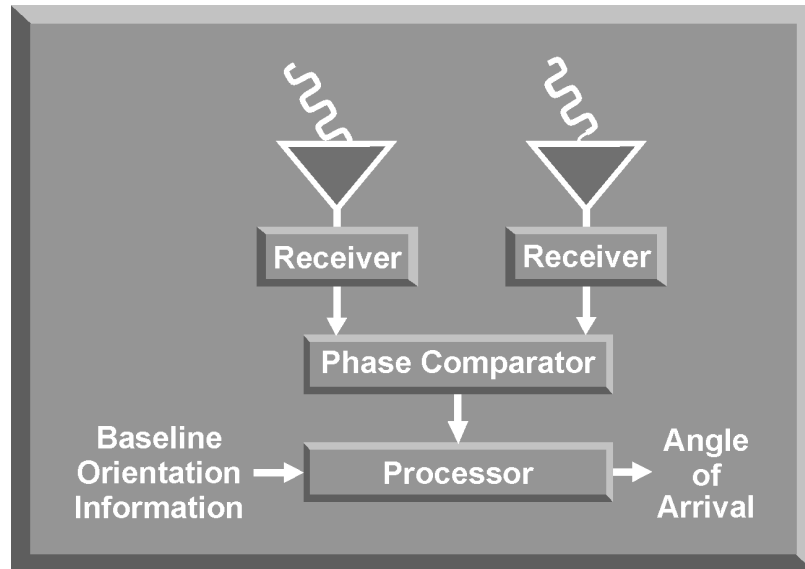 Receiver
Receiver
Phase Comparator
Baseline
Orientation
Information
Processor
Angle
of
Arrival